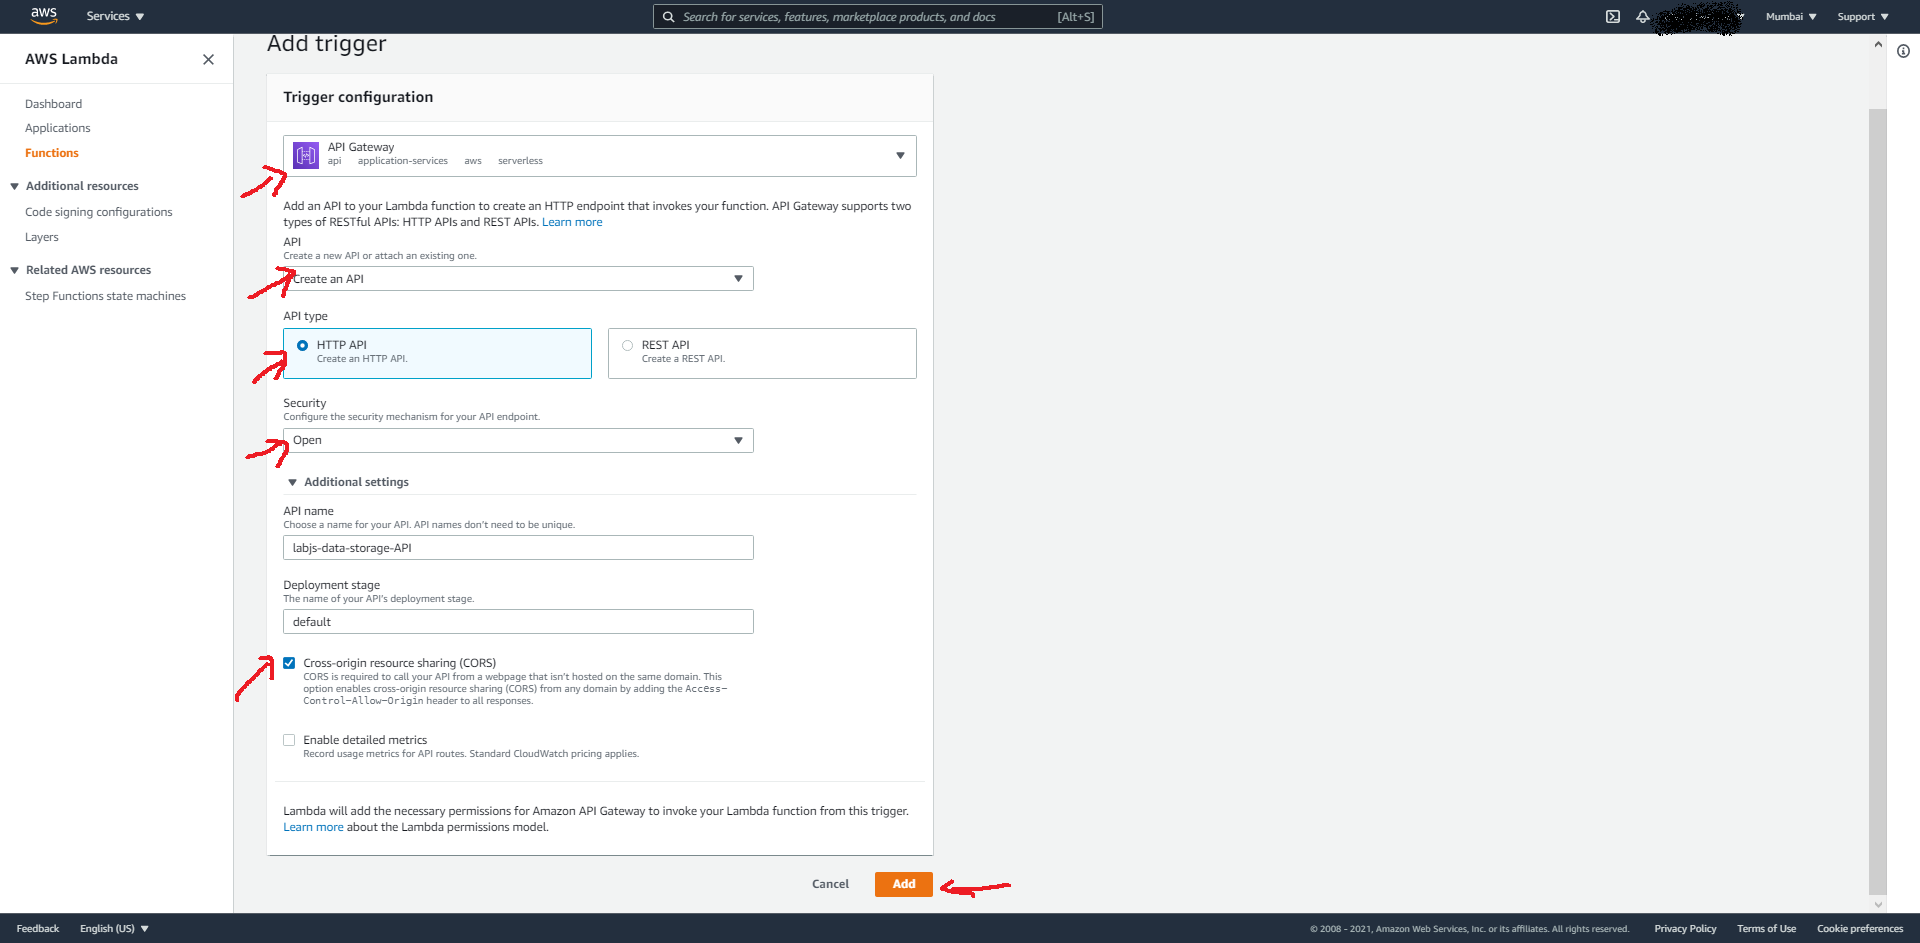 aws
Services
Search for services, features, marketplace products, and docs
[Alt+S]
Mumbai
Support
AWS Lambda
Dashboard
Applications
Functions
Additional resources
Code signing configurations
Layers
Related AWS resources
Step Functions state machines
Add trigger
Trigger configuration
API Gateway
api application-services aws serverless
Add an API to your Lambda function to create an HTTP endpoint that invokes your function. API Gateway supports two
types of RESTful APIs: HTTP APIs and REST APIs. Learn more
API
Create a new API or attach an existing one.
Create an API
API type
HTTP API
Create an HTTP API.
REST API
Create a REST API.
Security
Configure the security mechanism for your API endpoint.
Open
Additional settings
API name
Choose a name for your API. API names don't need to be unique.
labjs-data-storage-API
Deployment stage
The name of your API's deployment stage.
default
Cross-origin resource sharing (CORS)
CORS is required to call your API from a webpage that isn't hosted on the same domain. This
option enables cross-origin resource sharing (CORS) from any domain by adding the Access-
Control-Allow-Origin header to all responses.
Enable detailed metrics
Record usage metrics for API routes. Standard CloudWatch pricing applies.
Lambda will add the necessary permissions for Amazon API Gateway to invoke your Lambda function from this trigger.
Learn more about the Lambda permissions model.
Cancel
Add
Feedback
English (US)
© 2008 - 2021, Amazon Web Services, Inc. or its affiliates. All rights reserved.
Privacy Policy
Terms of Use
Cookie preferences